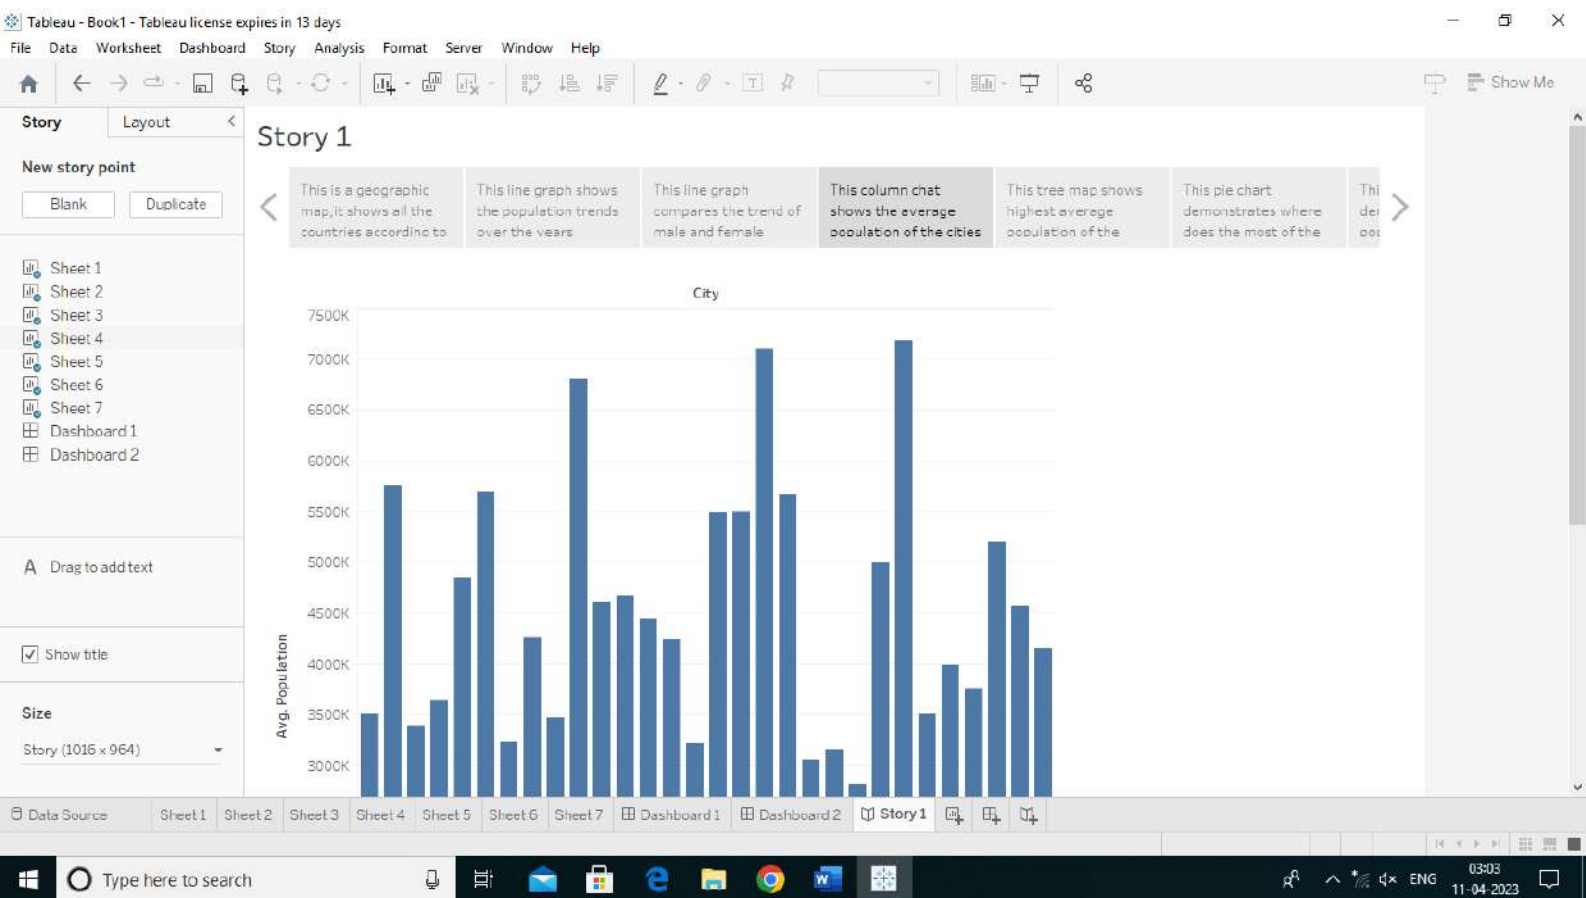 Tableau - Book1 - Tableau license expires in 13 days
File Data Worksheet Dashboard Story Analysis Format Server Window Help
Show Me
Story Layout
New story point
Blank Duplicate
Sheet 1
Sheet 2
Sheet 3
Sheet 4
Sheet 5
Sheet 6
Sheet 7
Dashboard 1
Dashboard 2
A Drag to add text
Show title
Size
Story (1016 x 964)
Story 1
This is a geographic
map,it shows all the
countries according to
This line graph shows
the population trends
over the years
This line graph
compares the trend of
male and female
This column chat
shows the average
population of the cities
This tree map shows
highest average
population of the
This pie chart
demonstrates where
does the most of the
City
7500K
7000K
6500K
6000K
5500K
5000K
4500K
4000K
3500K
3000K
Avg. Population
Data Source Sheet 1 Sheet 2 Sheet 3 Sheet 4 Sheet 5 Sheet 6 Sheet 7 Dashboard 1 Dashboard 2 Story 1
Type here to search
ENG
03:03
11-04-2023